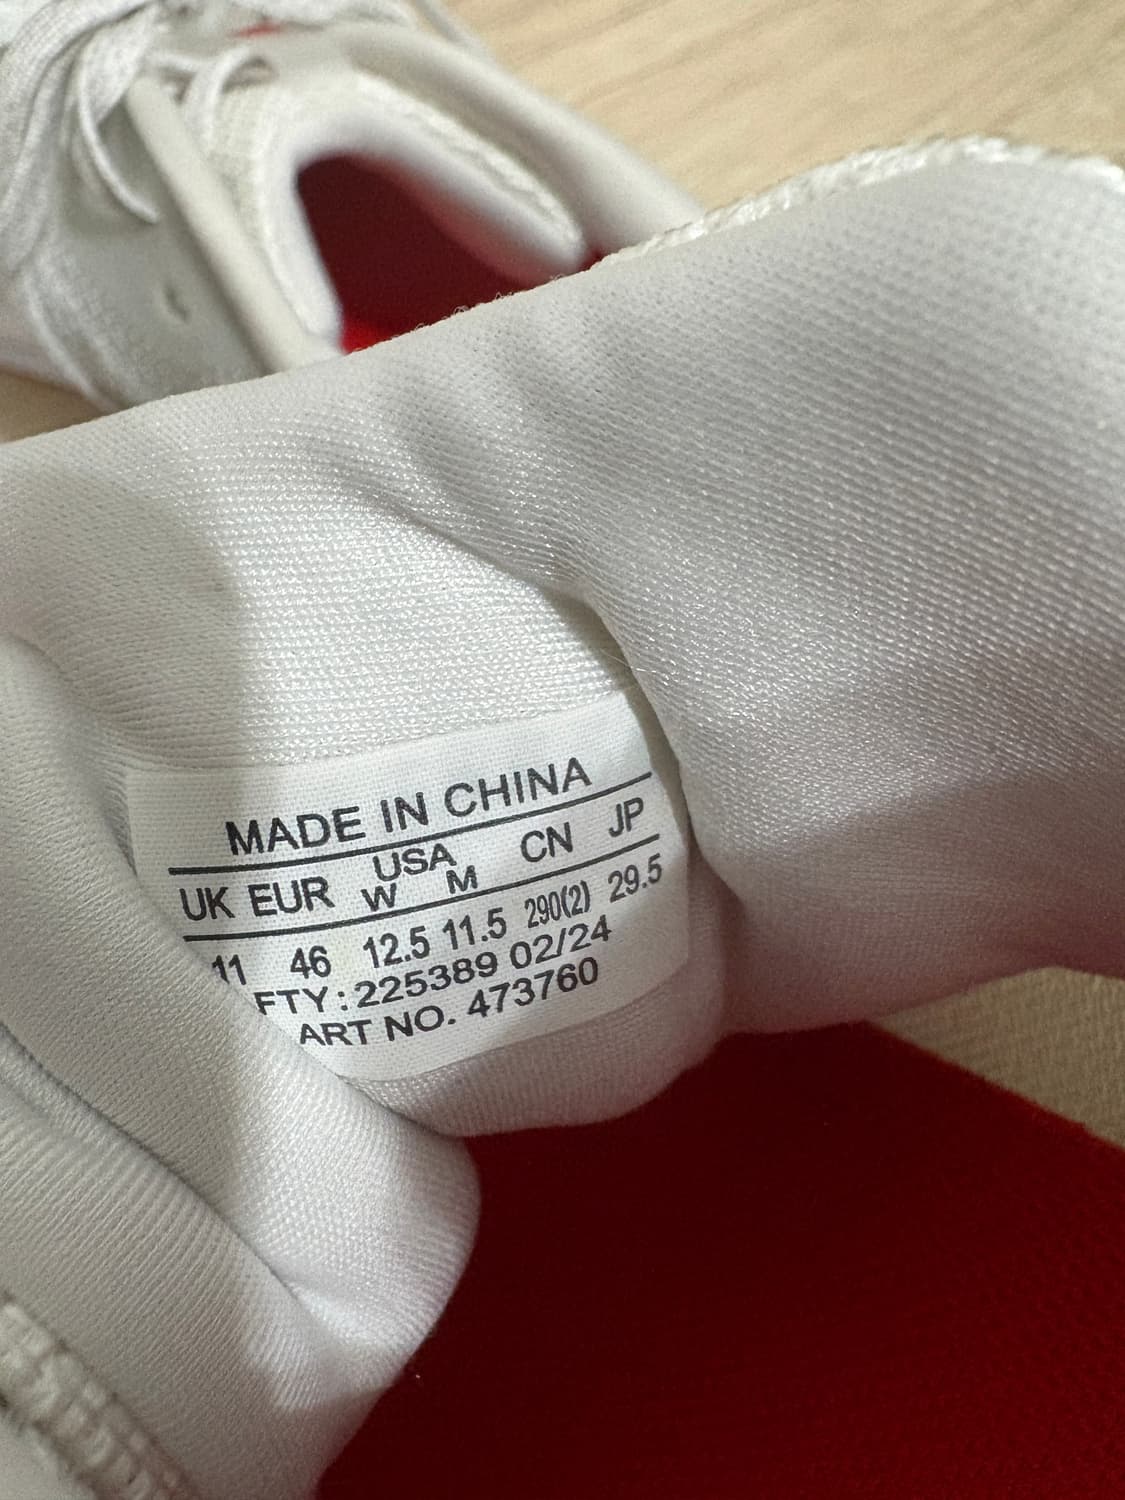 MADE IN CHINA
UK EUR USA CN JP
W M
11 46 12.5 11.5 290(2) 29.5
FTY: 225389 02/24
ART NO. 473760